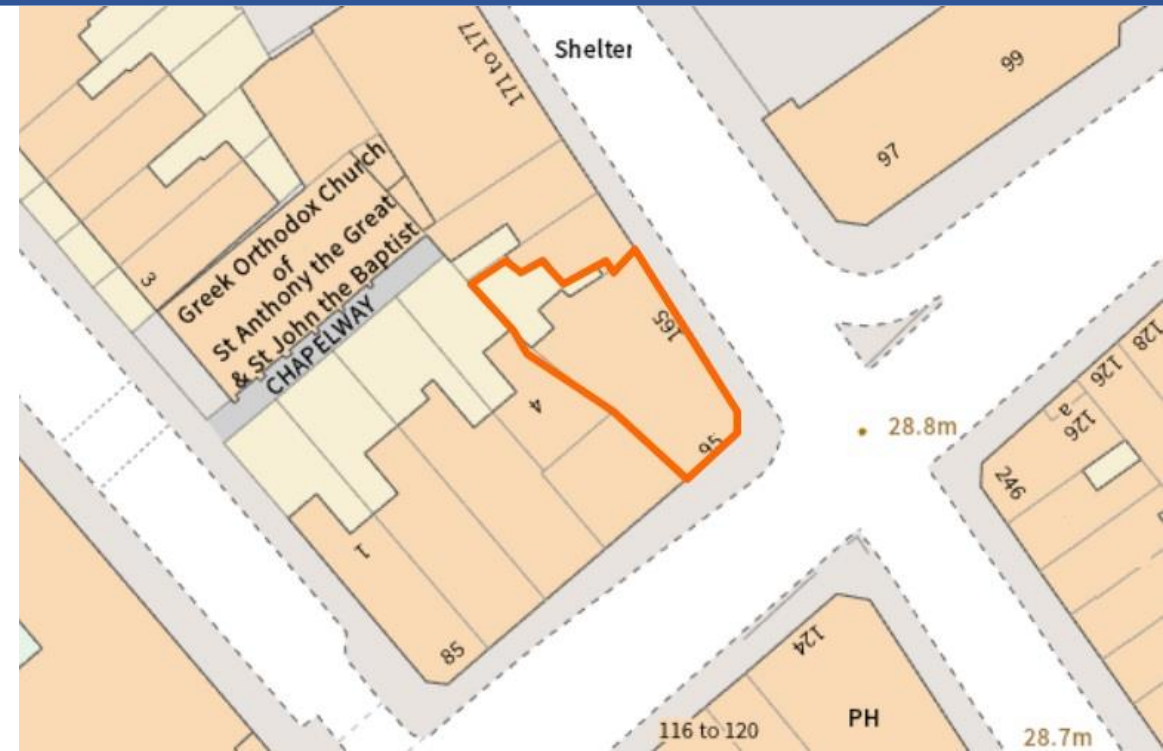 171 to 177
Shelter
99
97
3
Greek Orthodox Church
of
St Anthony the Great
& St John the Baptist
CHAPELWAY
165
4
95
28.8m
128
126
a
126
246
1
85
124
116 to 120
PH
28.7m